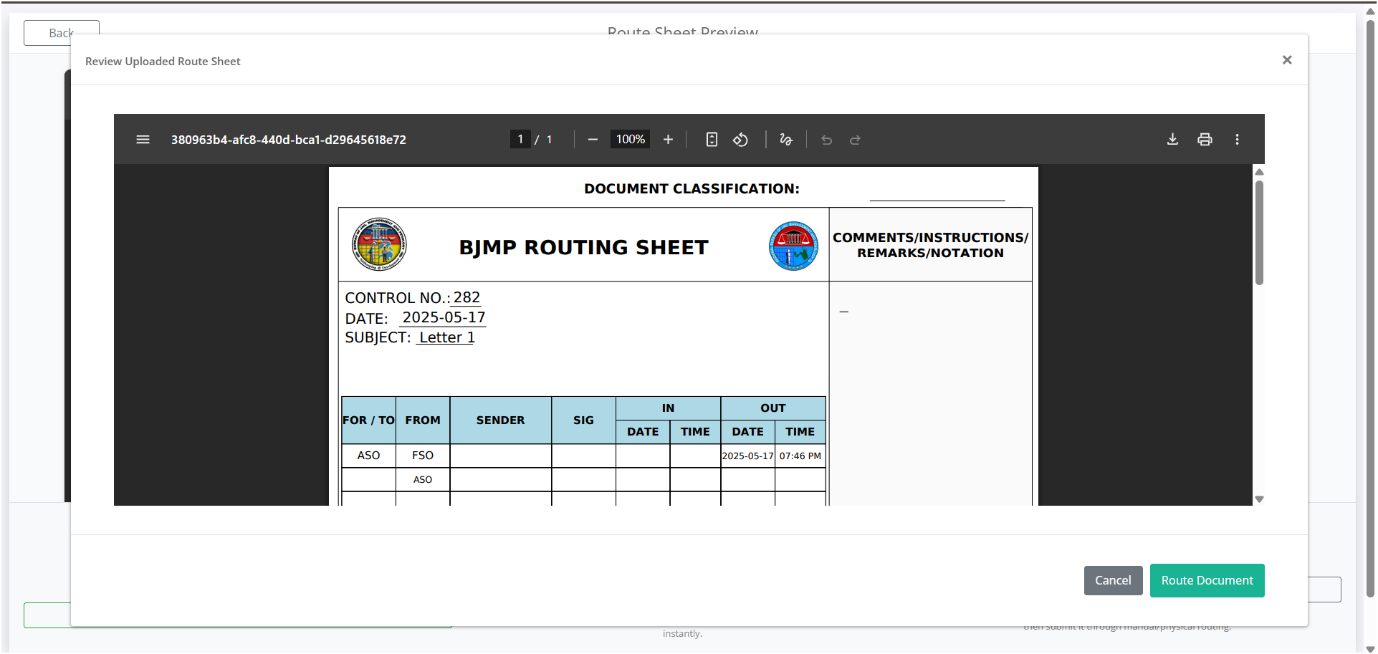 Back
Route Sheet Preview
Review Uploaded Route Sheet
×
380963b4-afc8-440d-bca1-d29645618e72
1 / 1
100%
DOCUMENT CLASSIFICATION:
BJMP ROUTING SHEET
COMMENTS/INSTRUCTIONS/
REMARKS/NOTATION
CONTROL NO.: 282
DATE: 2025-05-17
SUBJECT: Letter 1
—
FOR / TO FROM SENDER SIG IN OUT
DATE TIME DATE TIME
ASO FSO 2025-05-17 07:46 PM
ASO
Cancel
Route Document
instantly.
then submit it through manual/physical routing.